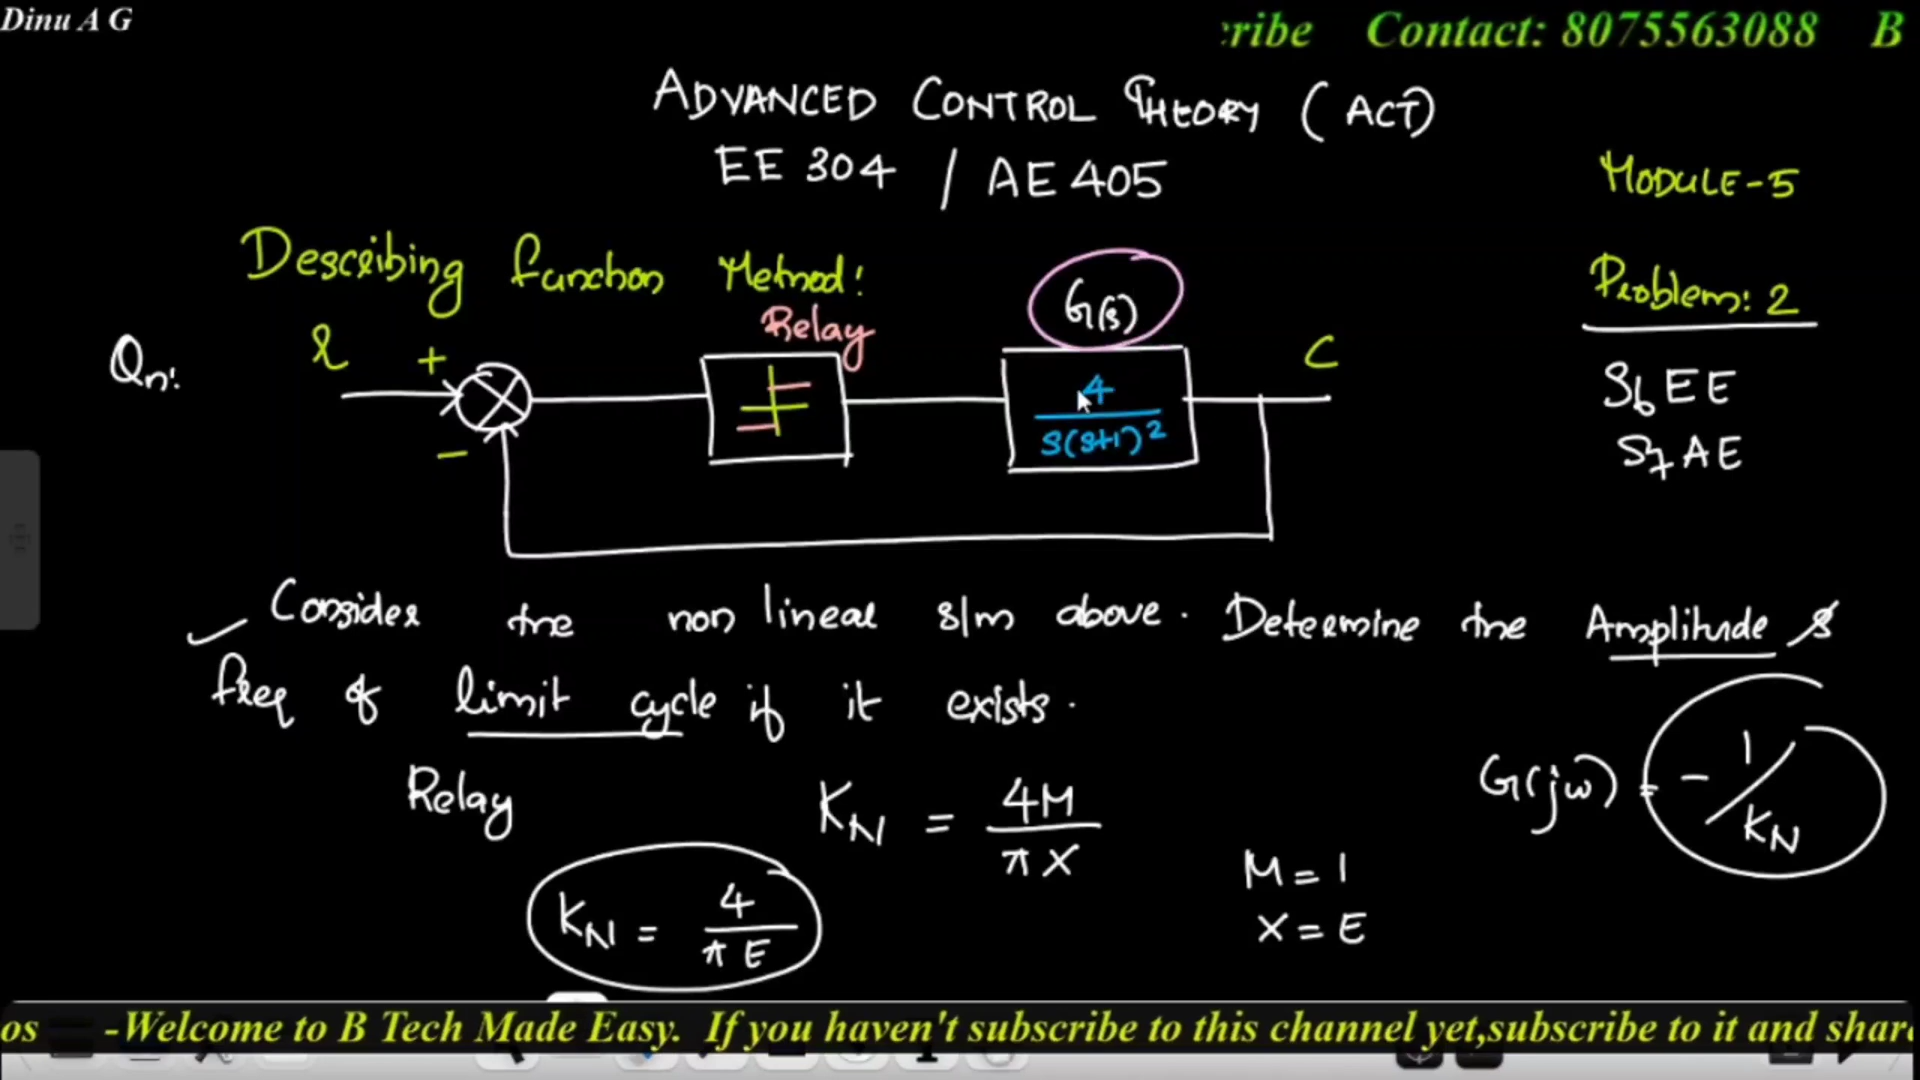 Dinu A G
:ribe Contact: 8075563088 B
ADVANCED CONTROL THEORY (ACT)
EE 304 / AE 405
MODULE-5
Describing function Method:
Problem: 2
Relay
G(s)
Qn:
r + C
4
S(S+1)²
S6 EE
S7 AE
-
Consider the non linear s/m above. Determine the Amplitude &
freq of limit cycle if it exists.
Relay KN = 4M / πX
G(jω) = -1/KN
M = 1
KN = 4 / πE
X = E
os -Welcome to B Tech Made Easy. If you haven't subscribe to this channel yet,subscribe to it and shar